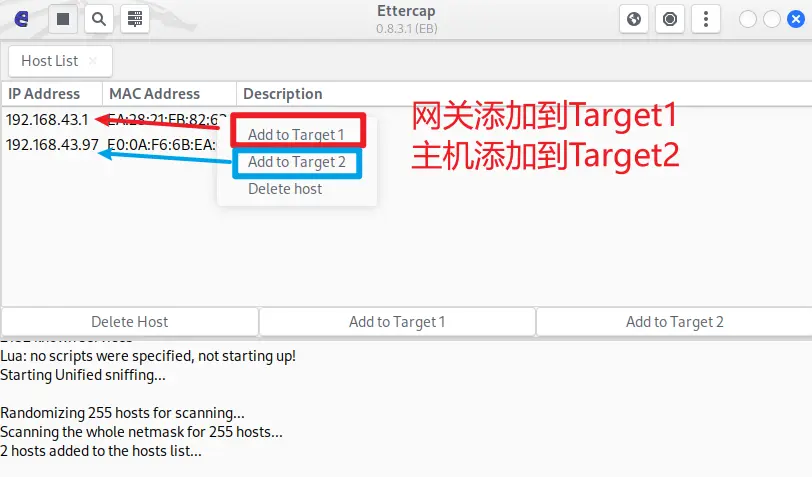 Ettercap
0.8.3.1 (EB)
Host List ×
IP Address MAC Address Description
192.168.43.1 EA:28:21:EB:82:6
192.168.43.97 E0:0A:F6:6B:EA:
Add to Target 1
Add to Target 2
Delete host
网关添加到Target1
主机添加到Target2
Delete Host Add to Target 1 Add to Target 2
Lua: no scripts were specified, not starting up!
Starting Unified sniffing...
Randomizing 255 hosts for scanning...
Scanning the whole netmask for 255 hosts...
2 hosts added to the hosts list...